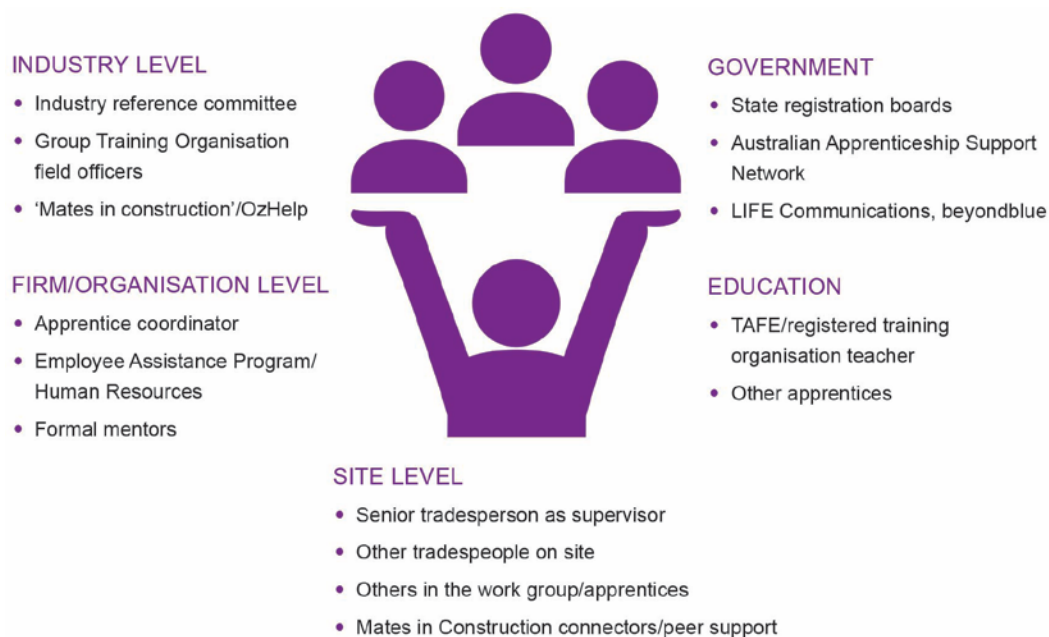 INDUSTRY LEVEL
• Industry reference committee
• Group Training Organisation
field officers
• ‘Mates in construction’/OzHelp
FIRM/ORGANISATION LEVEL
• Apprentice coordinator
• Employee Assistance Program/
Human Resources
• Formal mentors
GOVERNMENT
• State registration boards
• Australian Apprenticeship Support
Network
• LIFE Communications, beyondblue
EDUCATION
• TAFE/registered training
organisation teacher
• Other apprentices
SITE LEVEL
• Senior tradesperson as supervisor
• Other tradespeople on site
• Others in the work group/apprentices
• Mates in Construction connectors/peer support